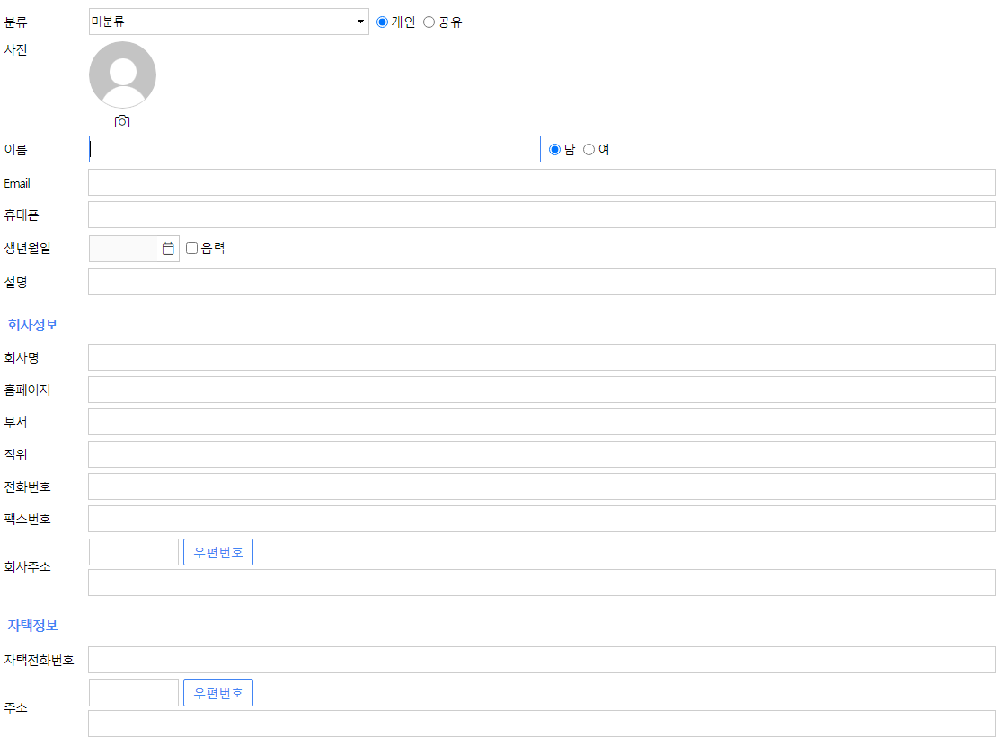 분류 미분류 개인 공유
사진
이름 남 여
Email
휴대폰
생년월일 음력
설명
회사정보
회사명
홈페이지
부서
직위
전화번호
팩스번호
회사주소 우편번호
자택정보
자택전화번호
주소 우편번호